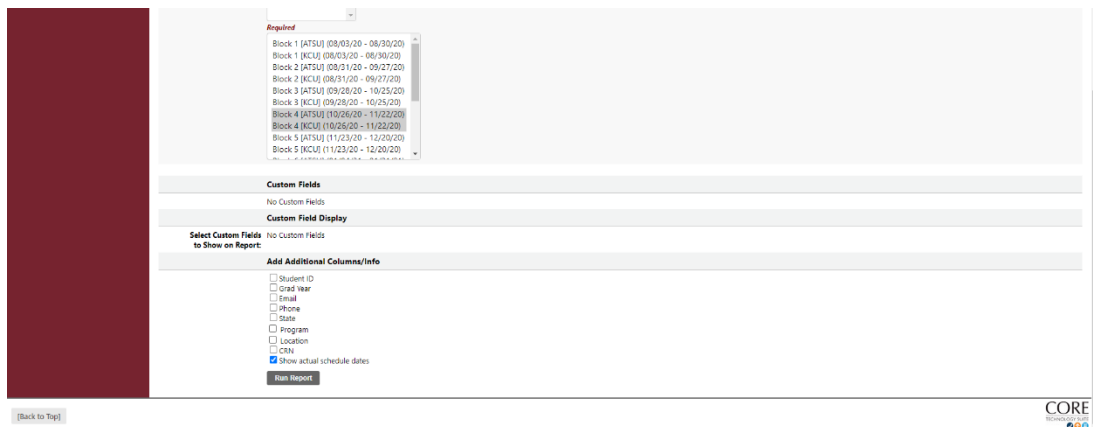 Required
Block 1 [ATSU] (08/03/20 - 08/30/20)
Block 1 [KCU] (08/03/20 - 08/30/20)
Block 2 [ATSU] (08/31/20 - 09/27/20)
Block 2 [KCU] (08/31/20 - 09/27/20)
Block 3 [ATSU] (09/28/20 - 10/25/20)
Block 3 [KCU] (09/28/20 - 10/25/20)
Block 4 [ATSU] (10/26/20 - 11/22/20)
Block 4 [KCU] (10/26/20 - 11/22/20)
Block 5 [ATSU] (11/23/20 - 12/20/20)
Block 5 [KCU] (11/23/20 - 12/20/20)
Custom Fields
No Custom Fields
Custom Field Display
Select Custom Fields to Show on Report:
No Custom Fields
Add Additional Columns/Info
Student ID
Grad Year
Email
Phone
State
Program
Location
CRN
Show actual schedule dates
Run Report
[Back to Top]
CORE
TECHNOLOGY SUITE